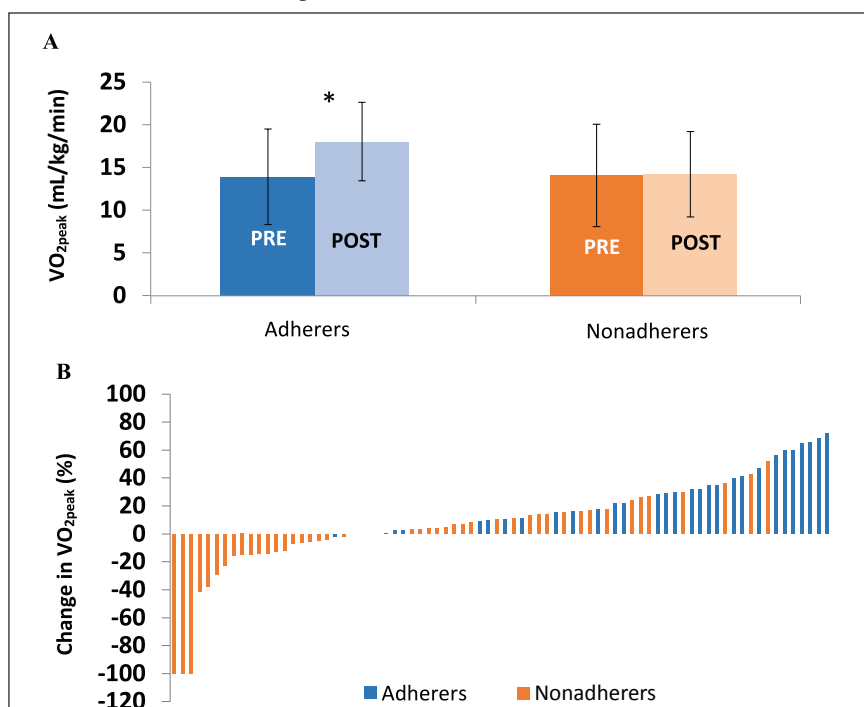 A
VO2peak (mL/kg/min)
25
20
15
10
5
0
*
PRE
POST
PRE
POST
Adherers
Nonadherers
B
Change in VO2peak (%)
100
80
60
40
20
0
-20
-40
-60
-80
-100
-120
Adherers
Nonadherers